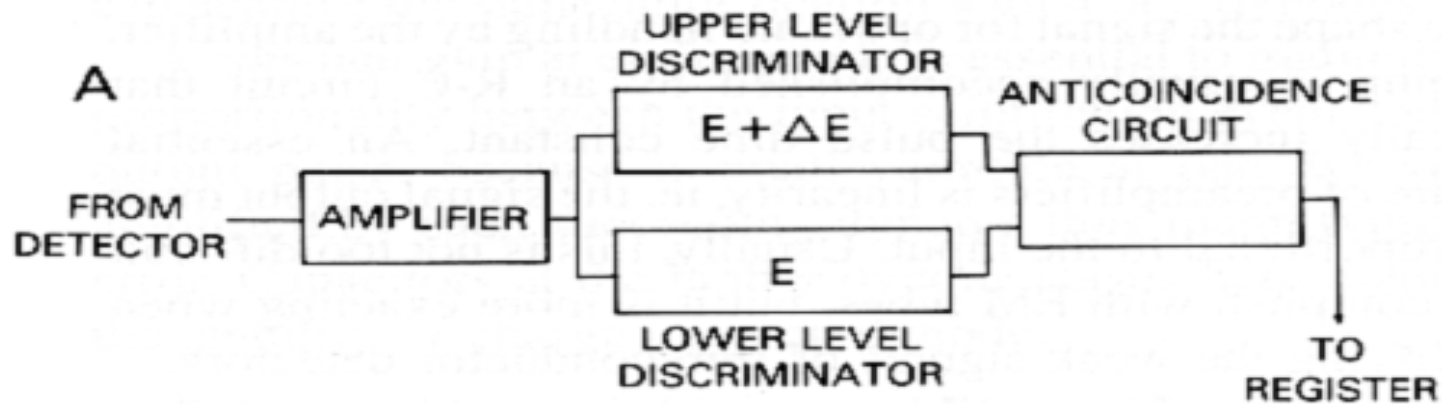 A
UPPER LEVEL
DISCRIMINATOR
E + ΔE
ANTICOINCIDENCE
CIRCUIT
FROM
DETECTOR
AMPLIFIER
E
LOWER LEVEL
DISCRIMINATOR
TO
REGISTER